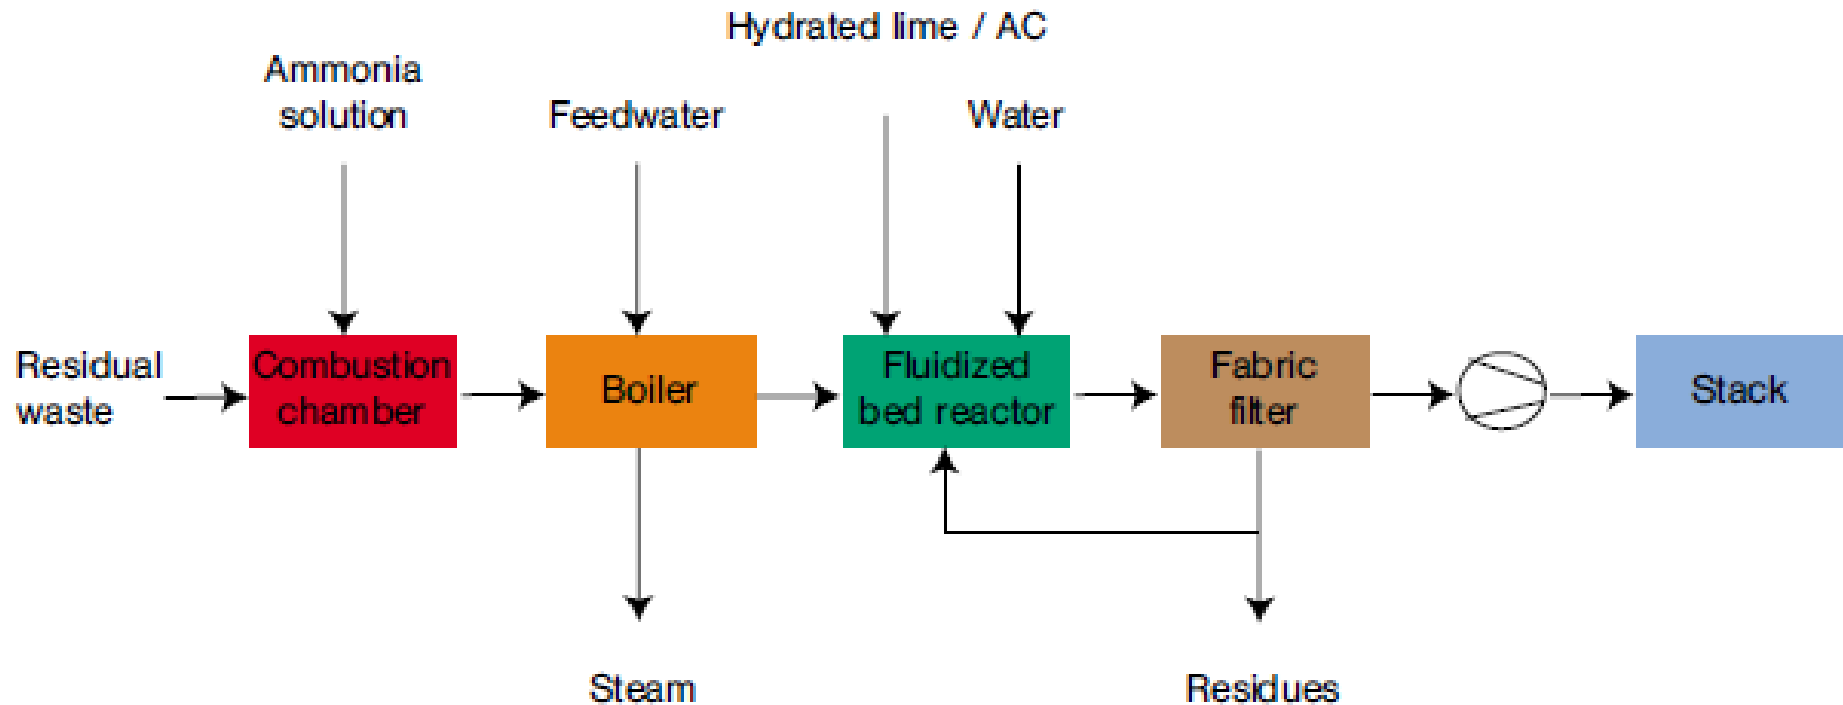 Hydrated lime / AC
Ammonia
solution
Feedwater
Water
Residual
waste
Combustion
chamber
Boiler
Fluidized
bed reactor
Fabric
filter
Stack
Steam
Residues